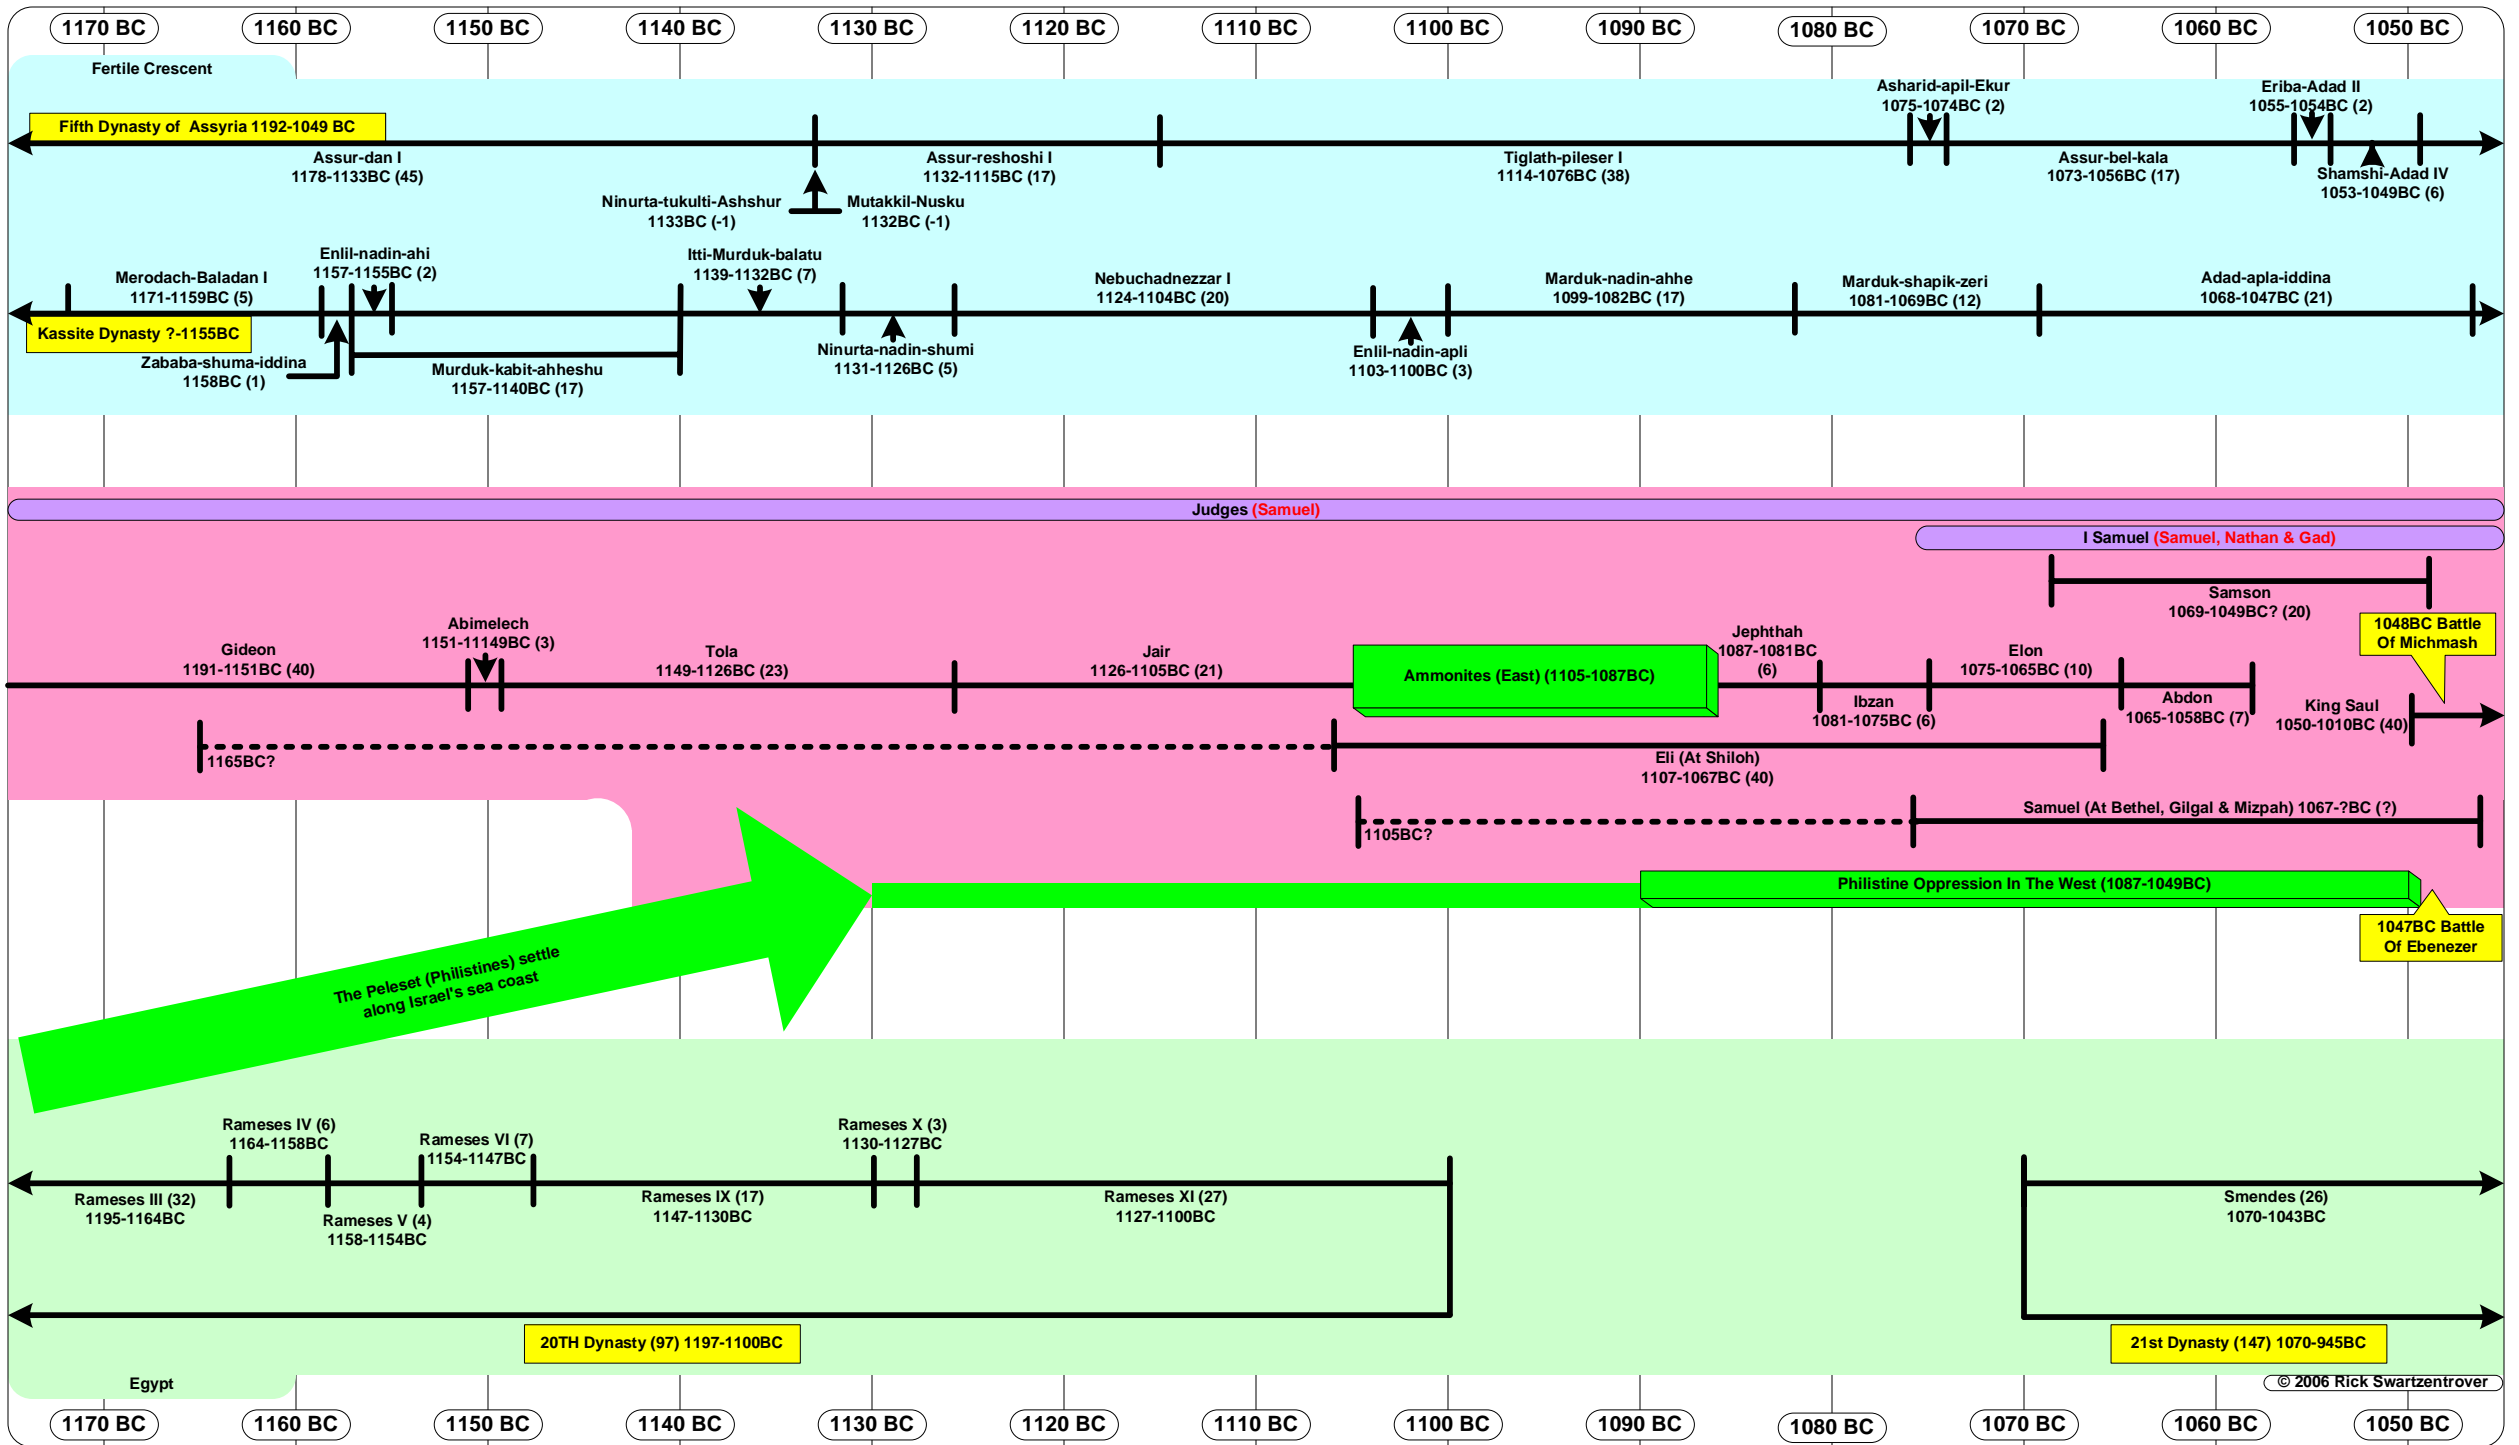 1170 BC
1160 BC
1150 BC
1140 BC
1130 BC
1120 BC
1110 BC
1100 BC
1090 BC
1080 BC
1070 BC
1060 BC
1050 BC
Fertile Crescent
Fifth Dynasty of Assyria 1192-1049 BC
Assur-dan I
1178-1133BC (45)
Ninurta-tukulti-Ashshur
1133BC (-1)
Mutakkil-Nusku
1132BC (-1)
Assur-reshoshi I
1132-1115BC (17)
Tiglath-pileser I
1114-1076BC (38)
Asharid-apil-Ekur
1075-1074BC (2)
Assur-bel-kala
1073-1056BC (17)
Eriba-Adad II
1055-1054BC (2)
Shamshi-Adad IV
1053-1049BC (6)
Merodach-Baladan I
1171-1159BC (5)
Kassite Dynasty ?-1155BC
Zababa-shuma-iddina
1158BC (1)
Enlil-nadin-ahi
1157-1155BC (2)
Murduk-kabit-ahheshu
1157-1140BC (17)
Itti-Murduk-balatu
1139-1132BC (7)
Ninurta-nadin-shumi
1131-1126BC (5)
Nebuchadnezzar I
1124-1104BC (20)
Enlil-nadin-apli
1103-1100BC (3)
Marduk-nadin-ahhe
1099-1082BC (17)
Marduk-shapik-zeri
1081-1069BC (12)
Adad-apla-iddina
1068-1047BC (21)
Judges (Samuel)
I Samuel (Samuel, Nathan & Gad)
Samson
1069-1049BC? (20)
1048BC Battle
Of Michmash
Gideon
1191-1151BC (40)
Abimelech
1151-11149BC (3)
Tola
1149-1126BC (23)
Jair
1126-1105BC (21)
Ammonites (East) (1105-1087BC)
Jephthah
1087-1081BC
(6)
Ibzan
1081-1075BC (6)
Elon
1075-1065BC (10)
Abdon
1065-1058BC (7)
King Saul
1050-1010BC (40)
1165BC?
Eli (At Shiloh)
1107-1067BC (40)
1105BC?
Samuel (At Bethel, Gilgal & Mizpah) 1067-?BC (?)
Philistine Oppression In The West (1087-1049BC)
1047BC Battle
Of Ebenezer
The Peleset (Philistines) settle
along Israel's sea coast
Rameses III (32)
1195-1164BC
Rameses IV (6)
1164-1158BC
Rameses V (4)
1158-1154BC
Rameses VI (7)
1154-1147BC
Rameses IX (17)
1147-1130BC
Rameses X (3)
1130-1127BC
Rameses XI (27)
1127-1100BC
Smendes (26)
1070-1043BC
20TH Dynasty (97) 1197-1100BC
21st Dynasty (147) 1070-945BC
Egypt
© 2006 Rick Swartzentrover
1170 BC
1160 BC
1150 BC
1140 BC
1130 BC
1120 BC
1110 BC
1100 BC
1090 BC
1080 BC
1070 BC
1060 BC
1050 BC